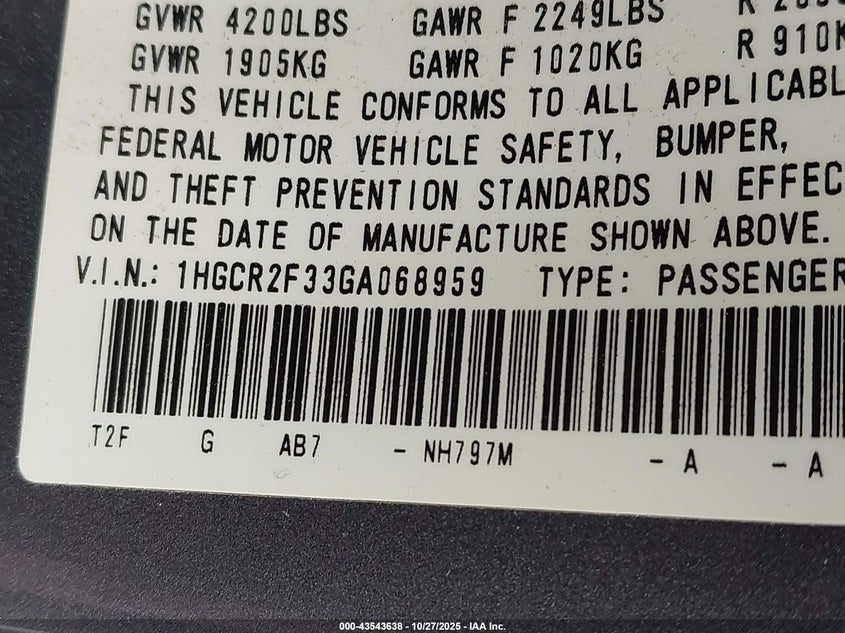 GVWR 4200LBS GAWR F 2249LBS R
GVWR 1905KG GAWR F 1020KG R 910K
THIS VEHICLE CONFORMS TO ALL APPLICABL
FEDERAL MOTOR VEHICLE SAFETY, BUMPER,
AND THEFT PREVENTION STANDARDS IN EFFEC
ON THE DATE OF MANUFACTURE SHOWN ABOVE.
V.I.N.: 1HGCR2F33GA068959 TYPE: PASSENGER
T2F G AB7 - NH797M - A - A
000-43543638 - 10/27/2025 - IAA Inc.